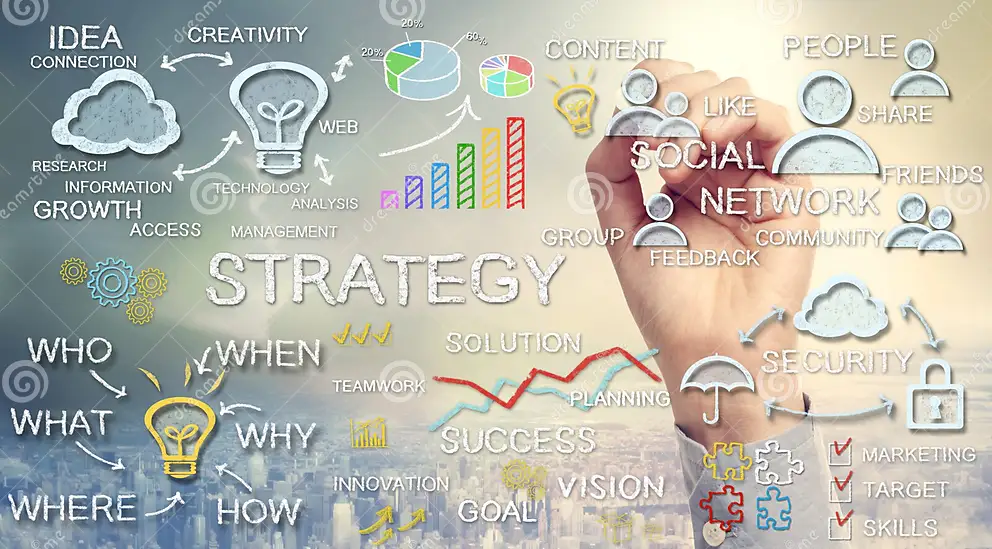 IDEA
CONNECTION
CREATIVITY
20%
20%
60%
WEB
RESEARCH
INFORMATION
GROWTH
ACCESS
TECHNOLOGY
ANALYSIS
MANAGEMENT
CONTENT
LIKE
PEOPLE
SHARE
SOCIAL
NETWORK
FRIENDS
GROUP
FEEDBACK
COMMUNITY
STRATEGY
WHO
WHEN
WHAT
WHY
WHERE
HOW
TEAMWORK
INNOVATION
SOLUTION
PLANNING
SUCCESS
GOAL
VISION
SECURITY
MARKETING
TARGET
SKILLS
dreamstime